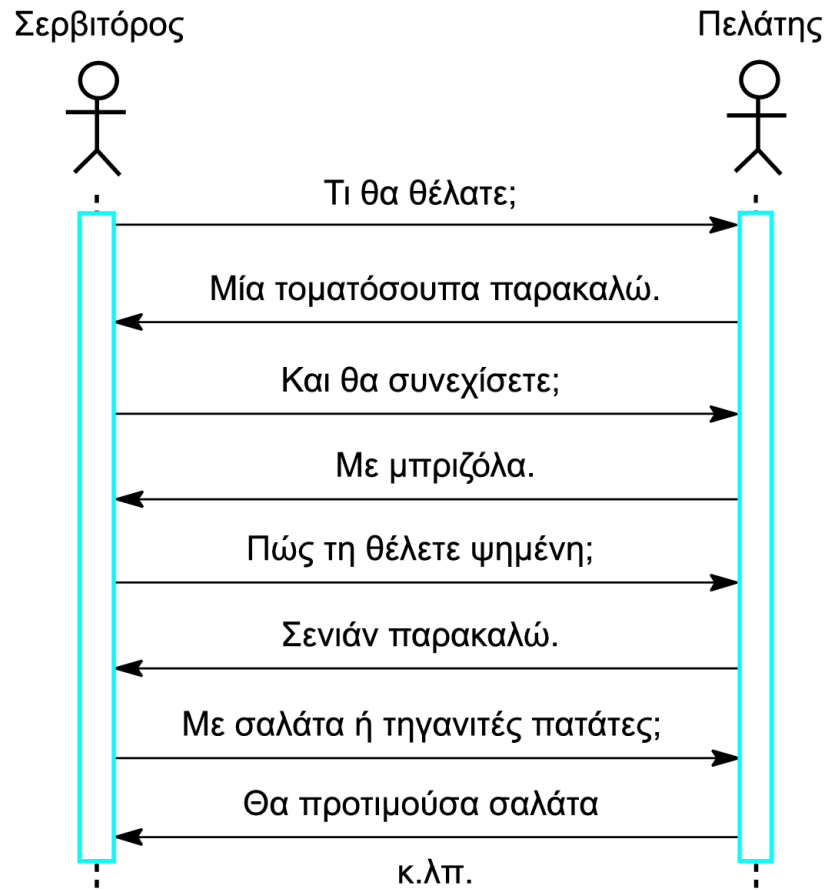 Σερβιτόρος Πελάτης
Τι θα θέλατε;
Μία τοματόσουπα παρακαλώ.
Και θα συνεχίσετε;
Με μπριζόλα.
Πώς τη θέλετε ψημένη;
Σενιάν παρακαλώ.
Με σαλάτα ή τηγανιτές πατάτες;
Θα προτιμούσα σαλάτα
κ.λπ.